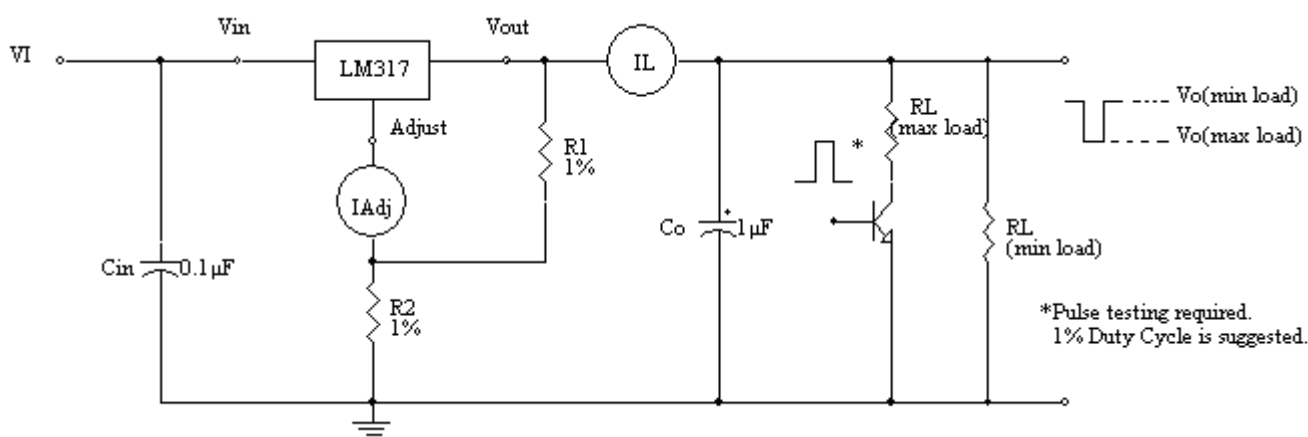 Vin
Vout
VI
LM317
IL
Adjust
IAdj
R1
1%
Cin
0.1µF
R2
1%
Co
1µF
*
RL
(max load)
RL
(min load)
Vo(min load)
Vo(max load)
*Pulse testing required.
1% Duty Cycle is suggested.